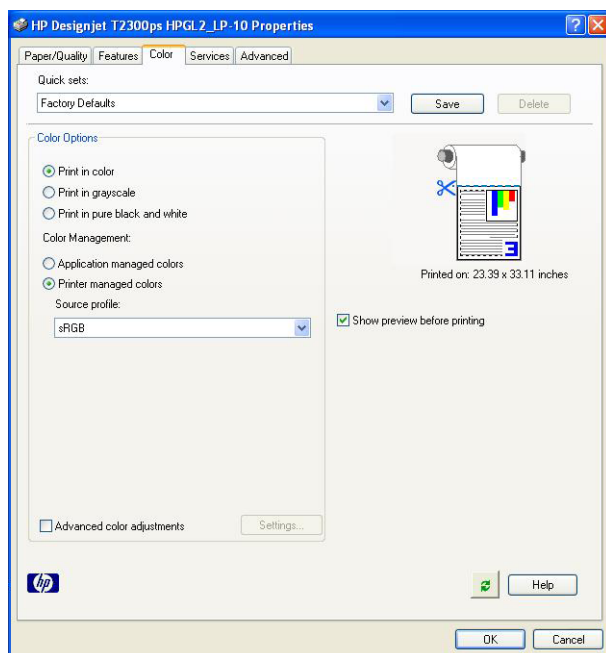 HP Designjet T2300ps HPGL2_LP-10 Properties
Paper/Quality Features Color Services Advanced
Quick sets:
Factory Defaults Save Delete
Color Options
Print in color
Print in grayscale
Print in pure black and white
Color Management:
Application managed colors
Printer managed colors
Source profile:
sRGB
3
Printed on: 23.39 x 33.11 inches
Show preview before printing
Advanced color adjustments Settings...
hp Help
OK Cancel